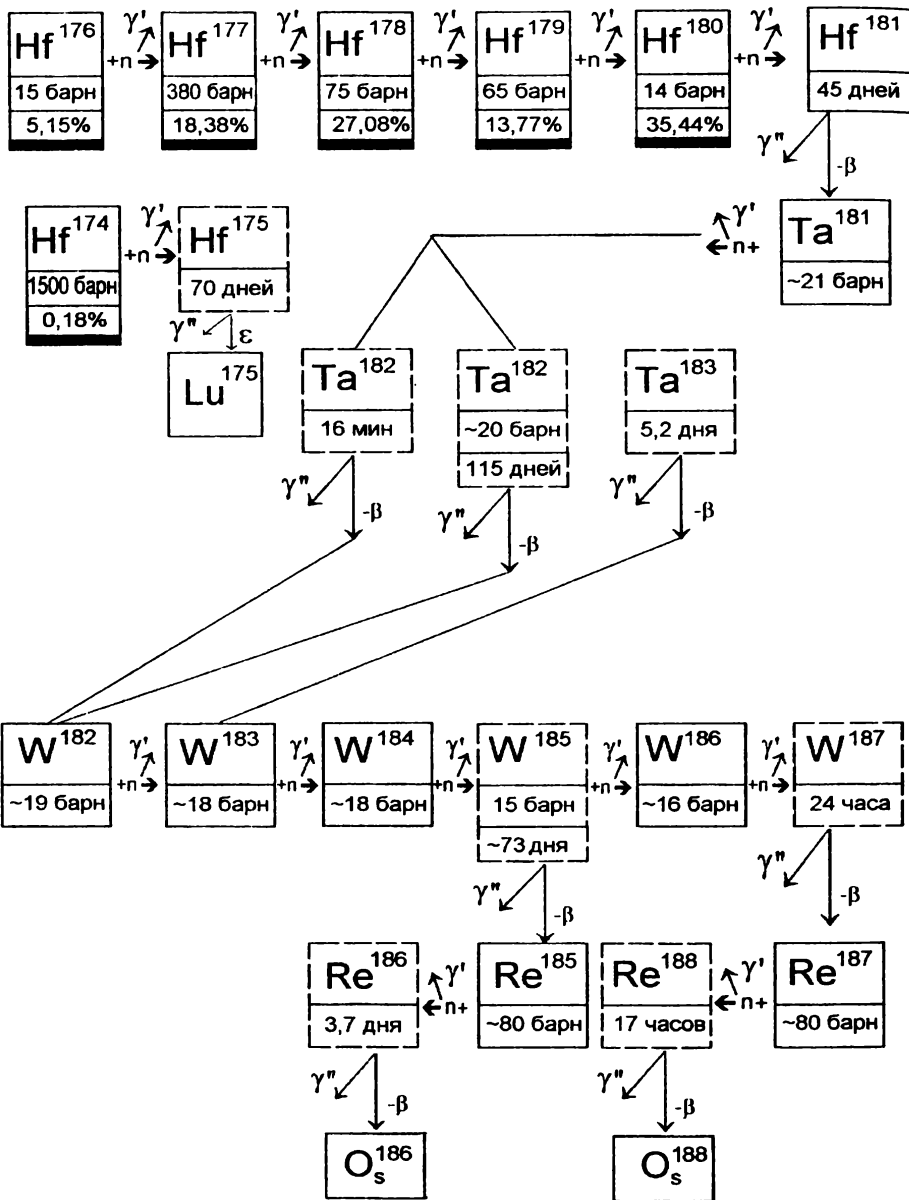 Hf¹⁷⁶ +n → γ' Hf¹⁷⁷ +n → γ' Hf¹⁷⁸ +n → γ' Hf¹⁷⁹ +n → γ' Hf¹⁸⁰ +n → γ' Hf¹⁸¹
15 барн 380 барн 75 барн 65 барн 14 барн 45 дней
5,15% 18,38% 27,08% 13,77% 35,44%
γ" -β
Hf¹⁷⁴ +n → γ' Hf¹⁷⁵ γ' ← n+ Ta¹⁸¹
1500 барн 70 дней ~21 барн
0,18%
γ" ε
Lu¹⁷⁵ Ta¹⁸² Ta¹⁸² Ta¹⁸³
16 мин ~20 барн 5,2 дня
115 дней
γ" -β γ" -β γ" -β
W¹⁸² +n → γ' W¹⁸³ +n → γ' W¹⁸⁴ +n → γ' W¹⁸⁵ +n → γ' W¹⁸⁶ +n → γ' W¹⁸⁷
~19 барн ~18 барн ~18 барн 15 барн ~16 барн 24 часа
~73 дня
γ" -β γ" -β
Re¹⁸⁶ γ' ← n+ Re¹⁸⁵ Re¹⁸⁸ γ' ← n+ Re¹⁸⁷
3,7 дня ~80 барн 17 часов ~80 барн
γ" -β γ" -β
Oₛ¹⁸⁶ Oₛ¹⁸⁸